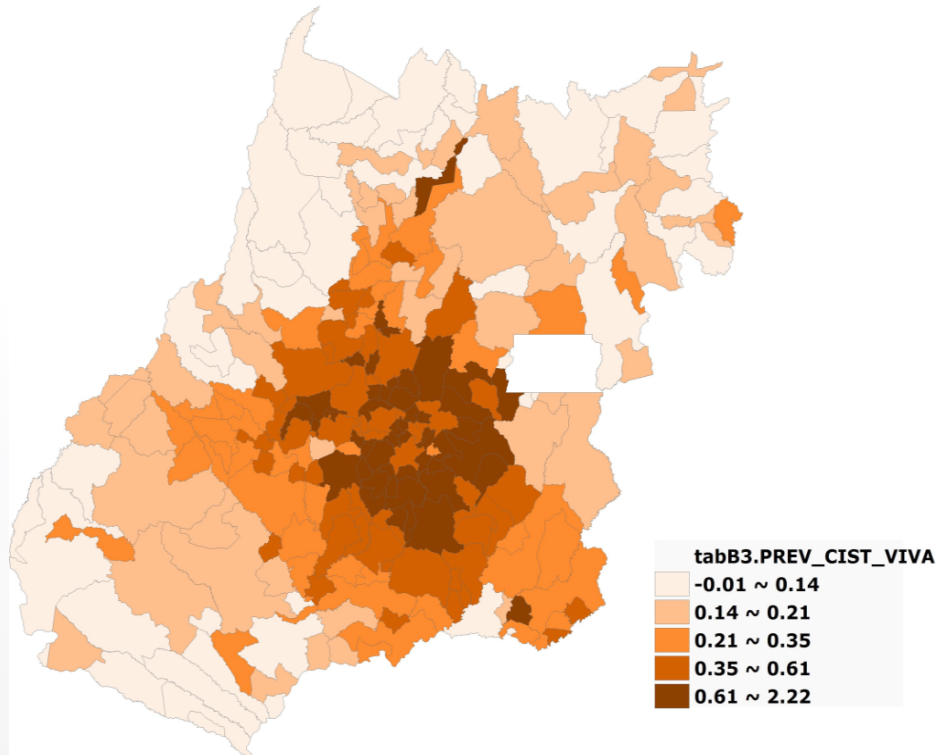 tabB3.PREV_CIST_VIVA
-0.01 ~ 0.14
0.14 ~ 0.21
0.21 ~ 0.35
0.35 ~ 0.61
0.61 ~ 2.22